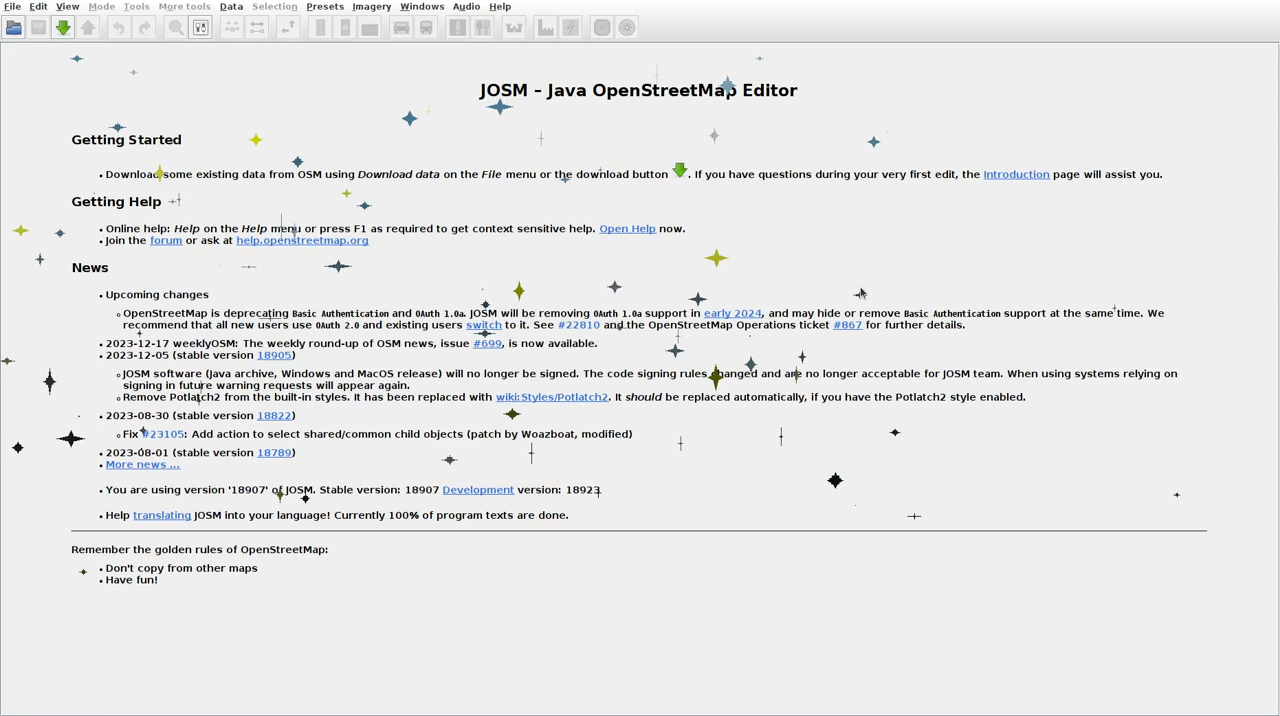 File Edit View Mode Tools More tools Data Selection Presets Imagery Windows Audio Help
JOSM – Java OpenStreetMap Editor
Getting Started
• Download some existing data from OSM using Download data on the File menu or the download button . If you have questions during your very first edit, the Introduction page will assist you.
Getting Help
• Online help: Help on the Help menu or press F1 as required to get context sensitive help. Open Help now.
• Join the forum or ask at help.openstreetmap.org
News
• Upcoming changes
◦ OpenStreetMap is deprecating Basic Authentication and OAuth 1.0a. JOSM will be removing OAuth 1.0a support in early 2024, and may hide or remove Basic Authentication support at the same time. We
recommend that all new users use OAuth 2.0 and existing users switch to it. See #22810 and the OpenStreetMap Operations ticket #867 for further details.
• 2023-12-17 weeklyOSM: The weekly round-up of OSM news, issue #699, is now available.
• 2023-12-05 (stable version 18905)
◦ JOSM software (Java archive, Windows and MacOS release) will no longer be signed. The code signing rules changed and are no longer acceptable for JOSM team. When using systems relying on
signing in future warning requests will appear again.
◦ Remove Potlatch2 from the built-in styles. It has been replaced with wiki:Styles/Potlatch2. It should be replaced automatically, if you have the Potlatch2 style enabled.
• 2023-08-30 (stable version 18822)
◦ Fix #23105: Add action to select shared/common child objects (patch by Woazboat, modified)
• 2023-08-01 (stable version 18789)
• More news ...
• You are using version '18907' of JOSM. Stable version: 18907 Development version: 18923.
• Help translating JOSM into your language! Currently 100% of program texts are done.
Remember the golden rules of OpenStreetMap:
• Don't copy from other maps
• Have fun!